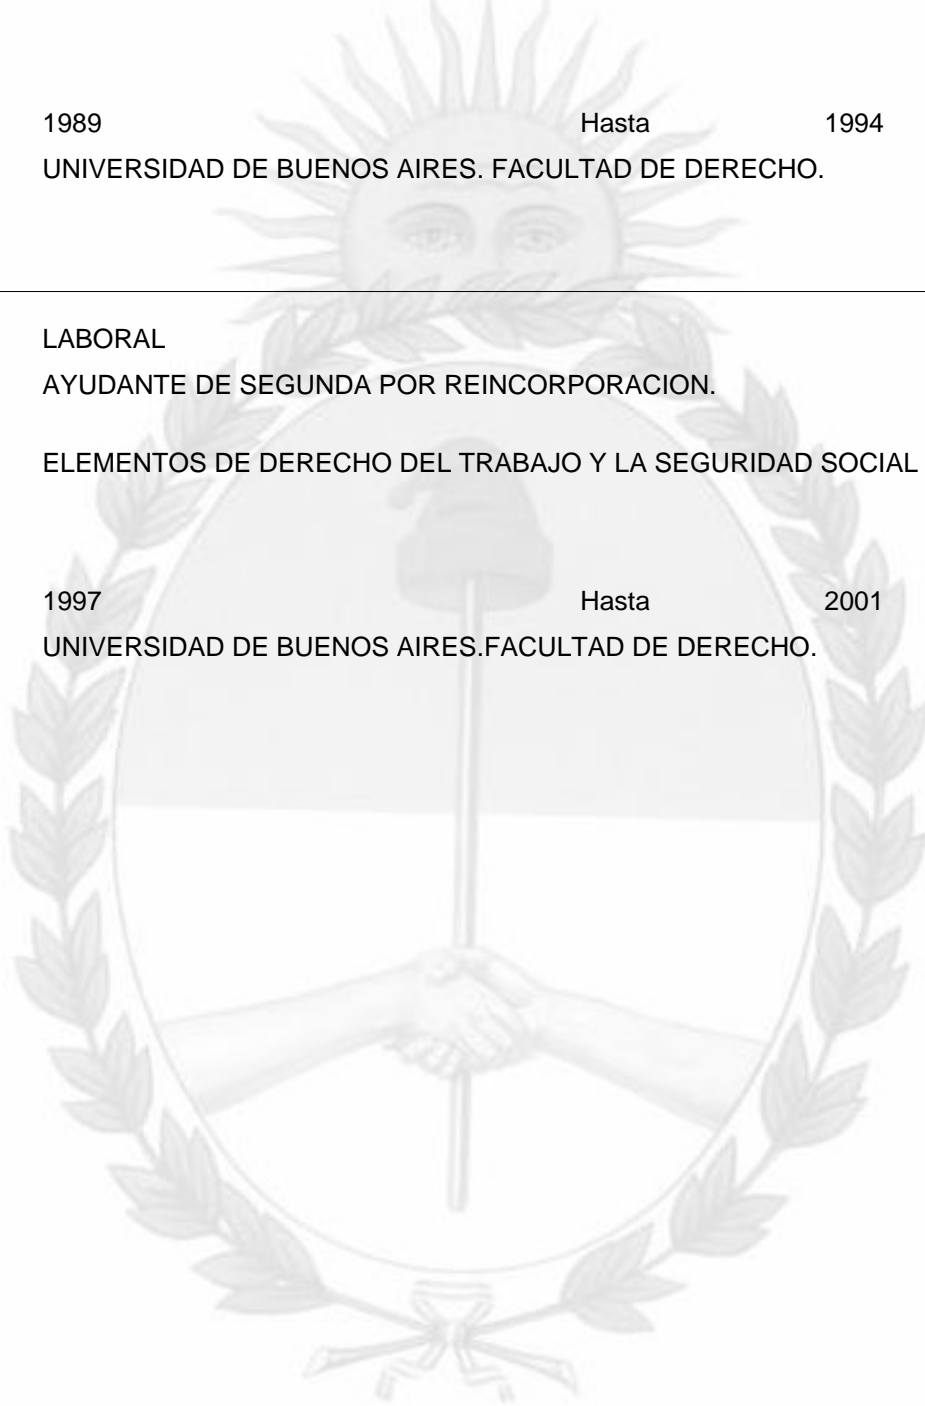 1989 Hasta 1994
UNIVERSIDAD DE BUENOS AIRES. FACULTAD DE DERECHO.
LABORAL
AYUDANTE DE SEGUNDA POR REINCORPORACION.
ELEMENTOS DE DERECHO DEL TRABAJO Y LA SEGURIDAD SOCIAL
1997 Hasta 2001
UNIVERSIDAD DE BUENOS AIRES.FACULTAD DE DERECHO.